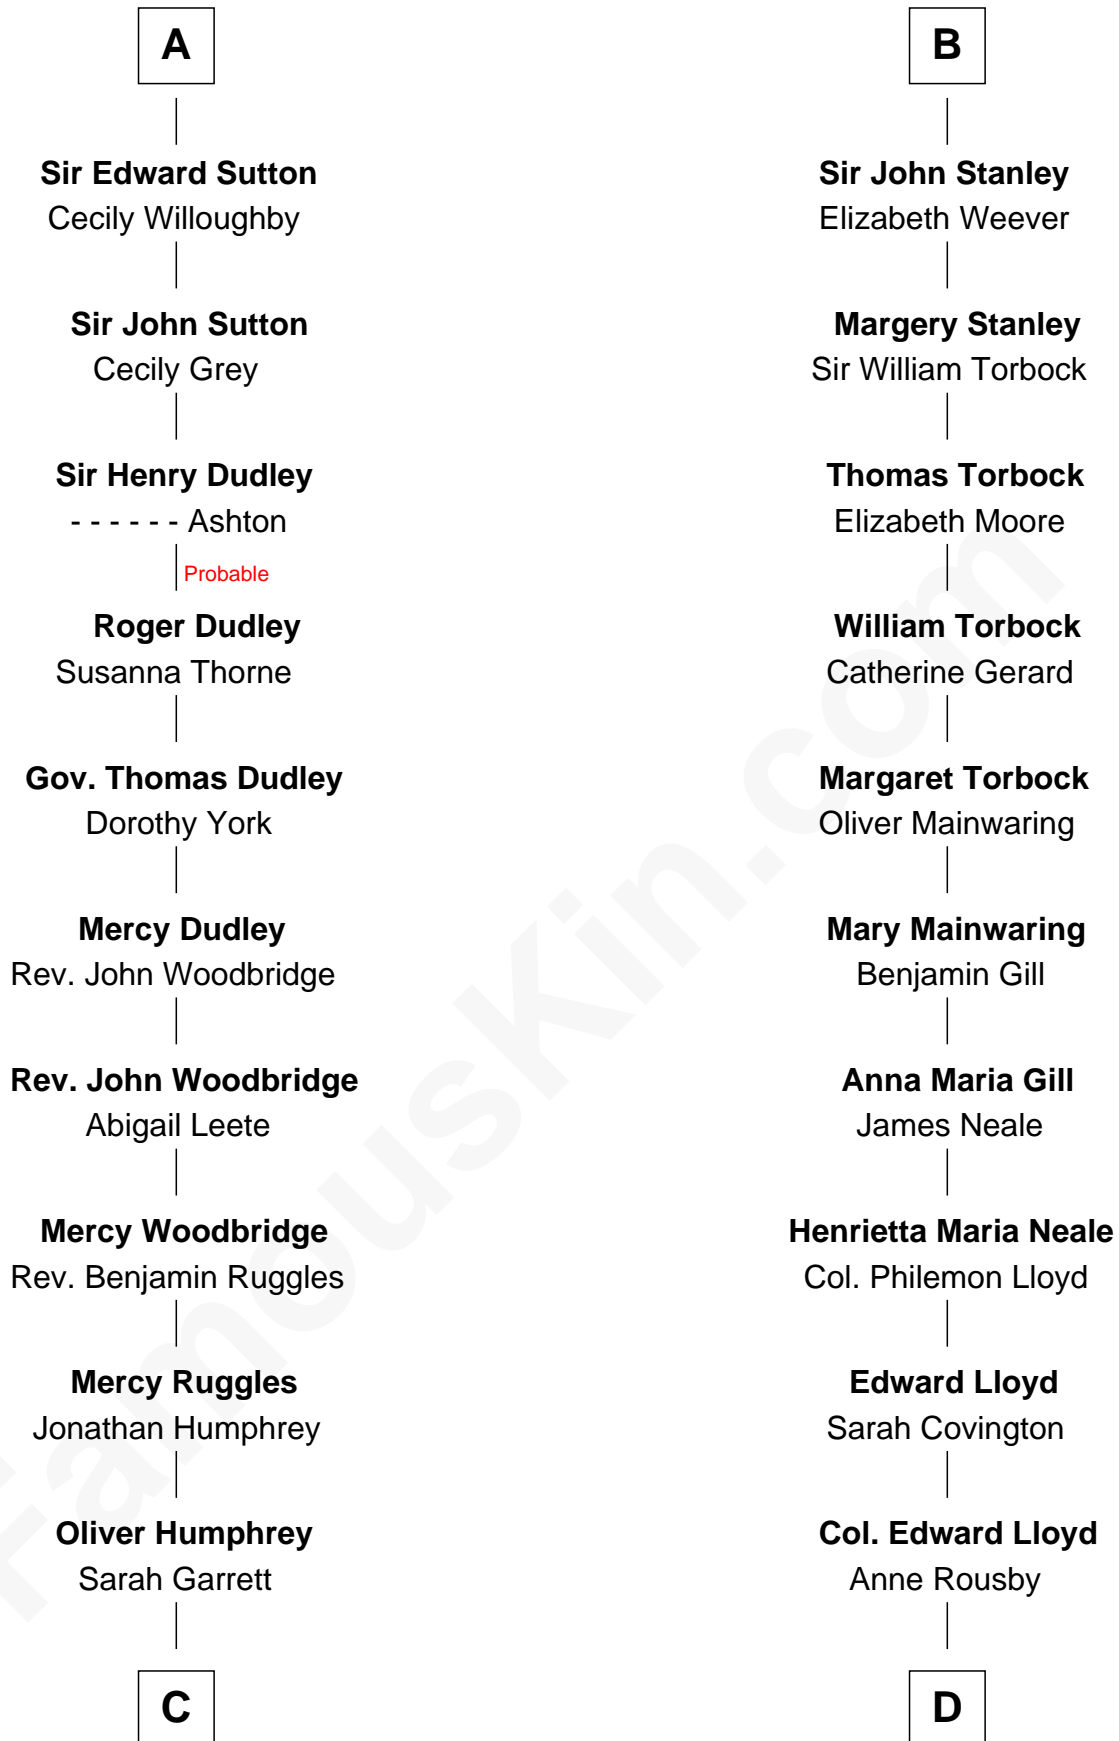 A
Sir Edward Sutton
Cecily Willoughby
Sir John Sutton
Cecily Grey
Sir Henry Dudley
- - - - - - Ashton
Probable
Roger Dudley
Susanna Thorne
Gov. Thomas Dudley
Dorothy York
Mercy Dudley
Rev. John Woodbridge
Rev. John Woodbridge
Abigail Leete
Mercy Woodbridge
Rev. Benjamin Ruggles
Mercy Ruggles
Jonathan Humphrey
Oliver Humphrey
Sarah Garrett
C
B
Sir John Stanley
Elizabeth Weever
Margery Stanley
Sir William Torbock
Thomas Torbock
Elizabeth Moore
William Torbock
Catherine Gerard
Margaret Torbock
Oliver Mainwaring
Mary Mainwaring
Benjamin Gill
Anna Maria Gill
James Neale
Henrietta Maria Neale
Col. Philemon Lloyd
Edward Lloyd
Sarah Covington
Col. Edward Lloyd
Anne Rousby
D
FamousKin.com